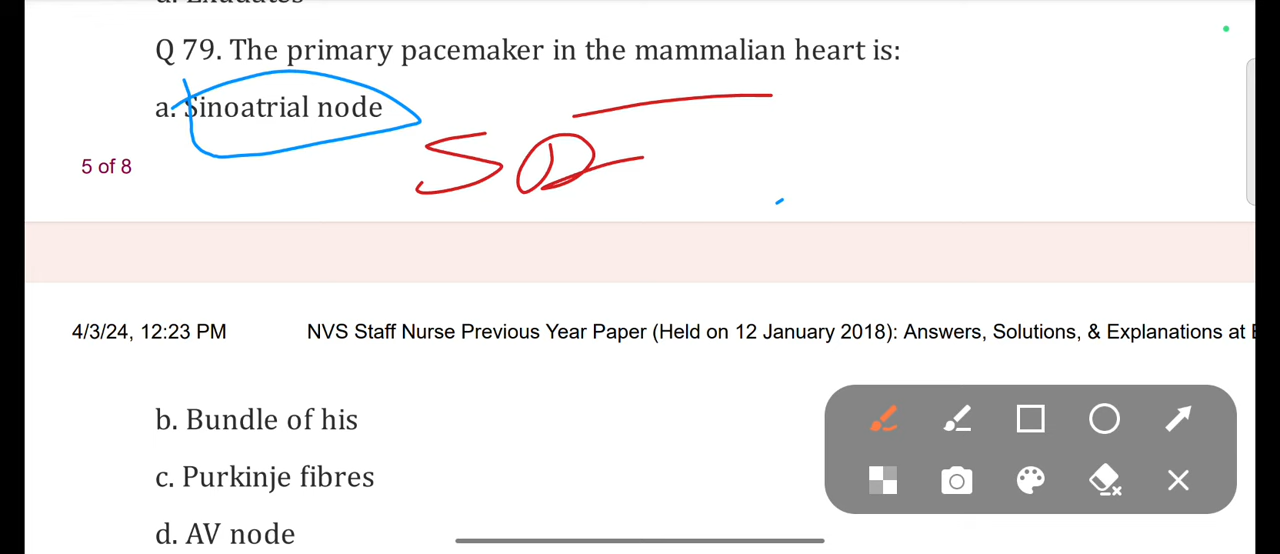 Q 79. The primary pacemaker in the mammalian heart is:
a. Sinoatrial node
5 of 8
4/3/24, 12:23 PM NVS Staff Nurse Previous Year Paper (Held on 12 January 2018): Answers, Solutions, & Explanations at
b. Bundle of his
c. Purkinje fibres
d. AV node